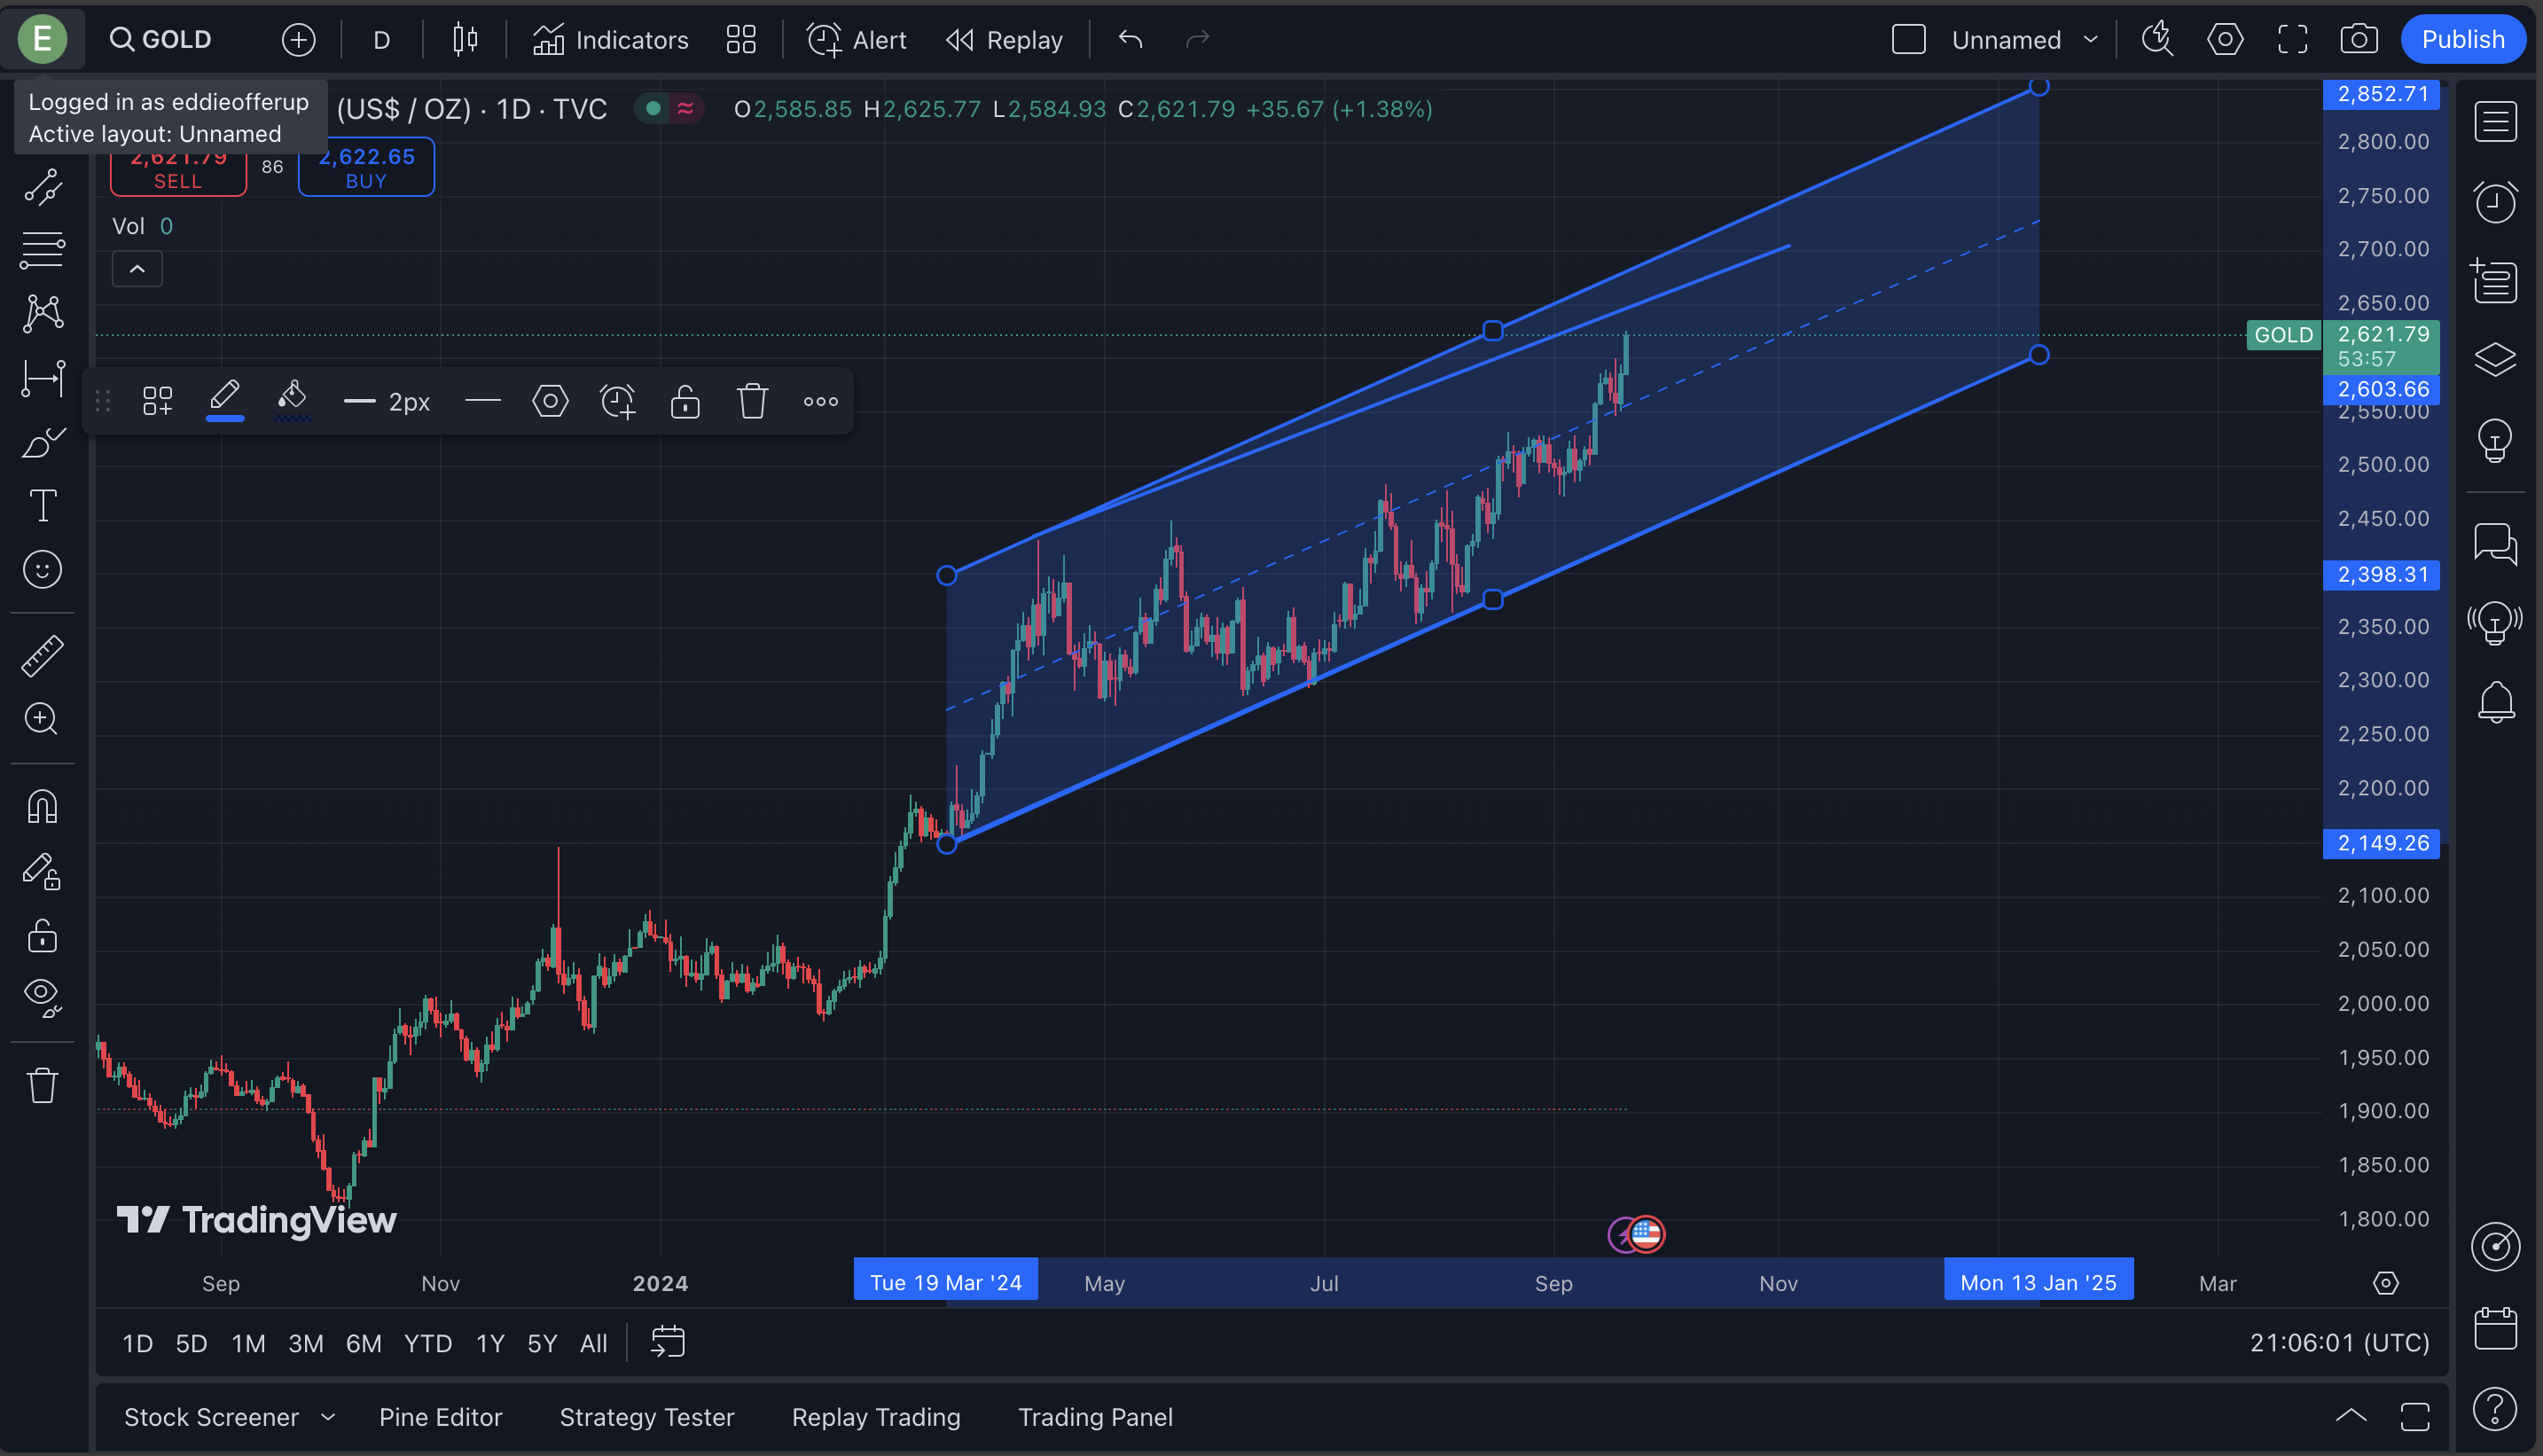 E
GOLD
D
Indicators
Alert
Replay
Unnamed
Publish
Logged in as eddieofferup
Active layout: Unnamed
(US$ / OZ) · 1D · TVC
O2,585.85 H2,625.77 L2,584.93 C2,621.79 +35.67 (+1.38%)
2,621.79
SELL
86
2,622.65
BUY
Vol 0
2px
2,852.71
2,800.00
2,750.00
2,700.00
2,650.00
GOLD 2,621.79
53:57
2,603.66
2,550.00
2,500.00
2,450.00
2,398.31
2,350.00
2,300.00
2,250.00
2,200.00
2,149.26
2,100.00
2,050.00
2,000.00
1,950.00
1,900.00
1,850.00
1,800.00
TradingView
Sep Nov 2024 Tue 19 Mar '24 May Jul Sep Nov Mon 13 Jan '25 Mar
1D 5D 1M 3M 6M YTD 1Y 5Y All
21:06:01 (UTC)
Stock Screener Pine Editor Strategy Tester Replay Trading Trading Panel